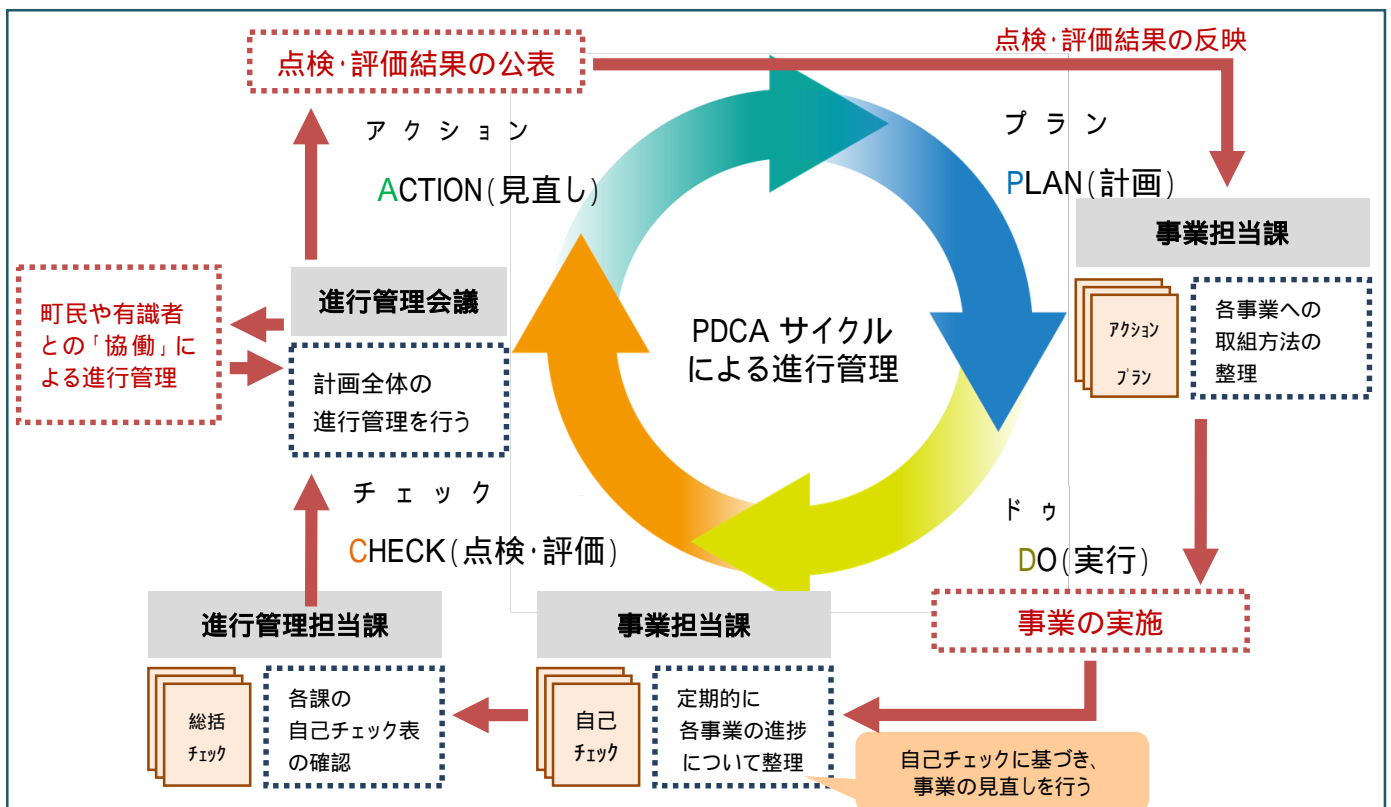 点検・評価結果の公表
点検・評価結果の反映
アクション
ACTION(見直し)
プラン
PLAN(計画)
事業担当課
アクション
プラン
各事業への
取組方法の
整理
進行管理会議
計画全体の
進行管理を行う
町民や有識者
との「協働」に
よる進行管理
PDCA サイクル
による進行管理
チェック
CHECK(点検・評価)
ドゥ
DO(実行)
事業の実施
進行管理担当課
総括
チェック
各課の
自己チェック表
の確認
事業担当課
自己
チェック
定期的に
各事業の進捗
について整理
自己チェックに基づき、
事業の見直しを行う